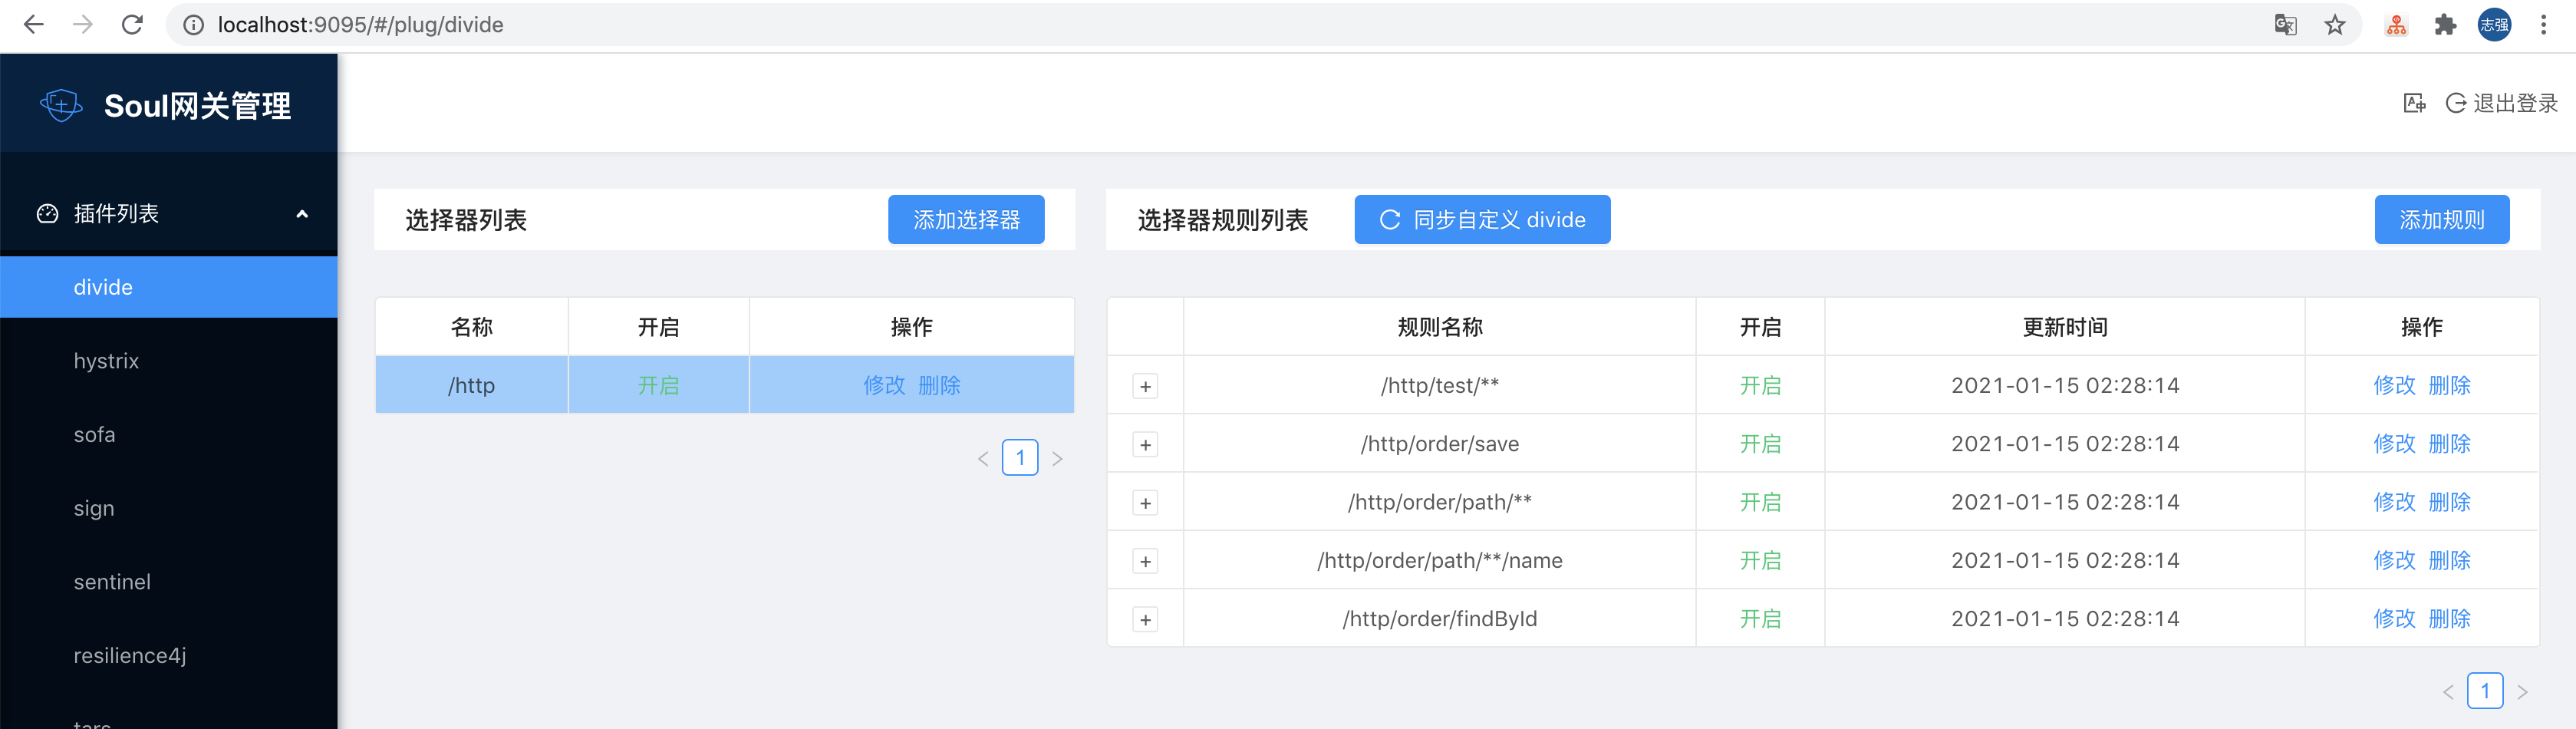 localhost:9095/#/plug/divide
志强
Soul网关管理
退出登录
插件列表
divide
hystrix
sofa
sign
sentinel
resilience4j
选择器列表 添加选择器
名称 开启 操作
/http 开启 修改 删除
1
选择器规则列表 同步自定义 divide 添加规则
规则名称 开启 更新时间 操作
/http/test/** 开启 2021-01-15 02:28:14 修改 删除
/http/order/save 开启 2021-01-15 02:28:14 修改 删除
/http/order/path/** 开启 2021-01-15 02:28:14 修改 删除
/http/order/path/**/name 开启 2021-01-15 02:28:14 修改 删除
/http/order/findById 开启 2021-01-15 02:28:14 修改 删除
1